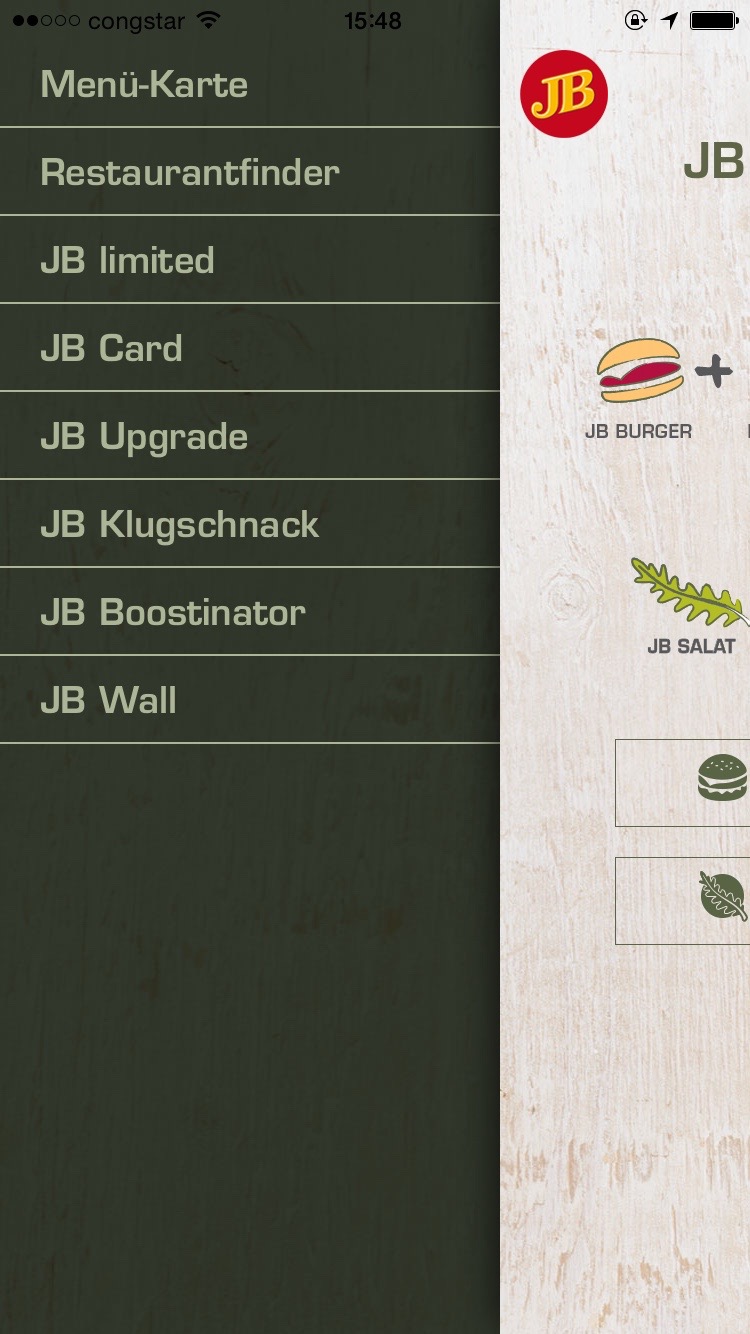 congstar 15:48
Menü-Karte
Restaurantfinder
JB limited
JB Card
JB Upgrade
JB Klugschnack
JB Boostinator
JB Wall
JB
JB
JB BURGER
JB SALAT